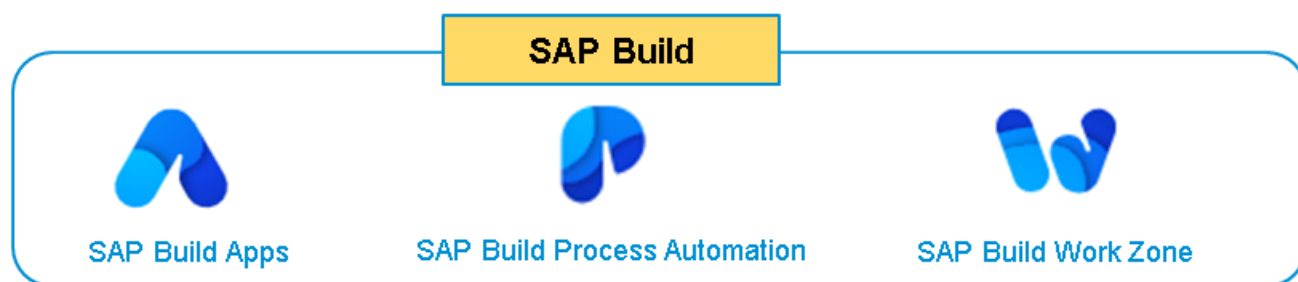 SAP Build
SAP Build Apps
SAP Build Process Automation
SAP Build Work Zone